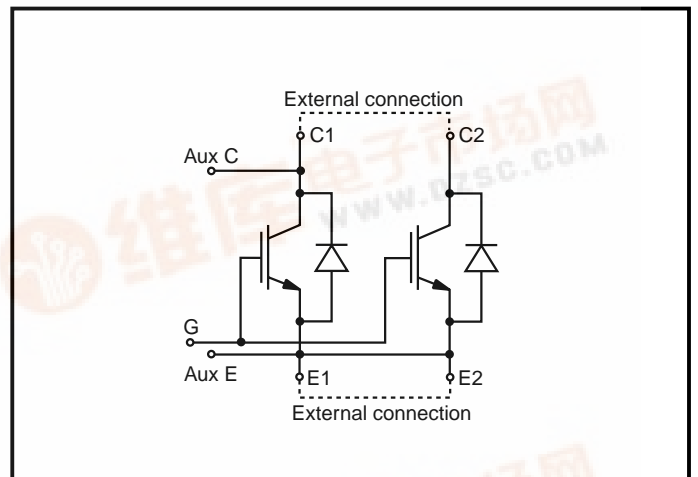 External connection
C1
C2
Aux C
G
Aux E
E1
E2
External connection
维库电子市场网
WWW.DZSC.COM